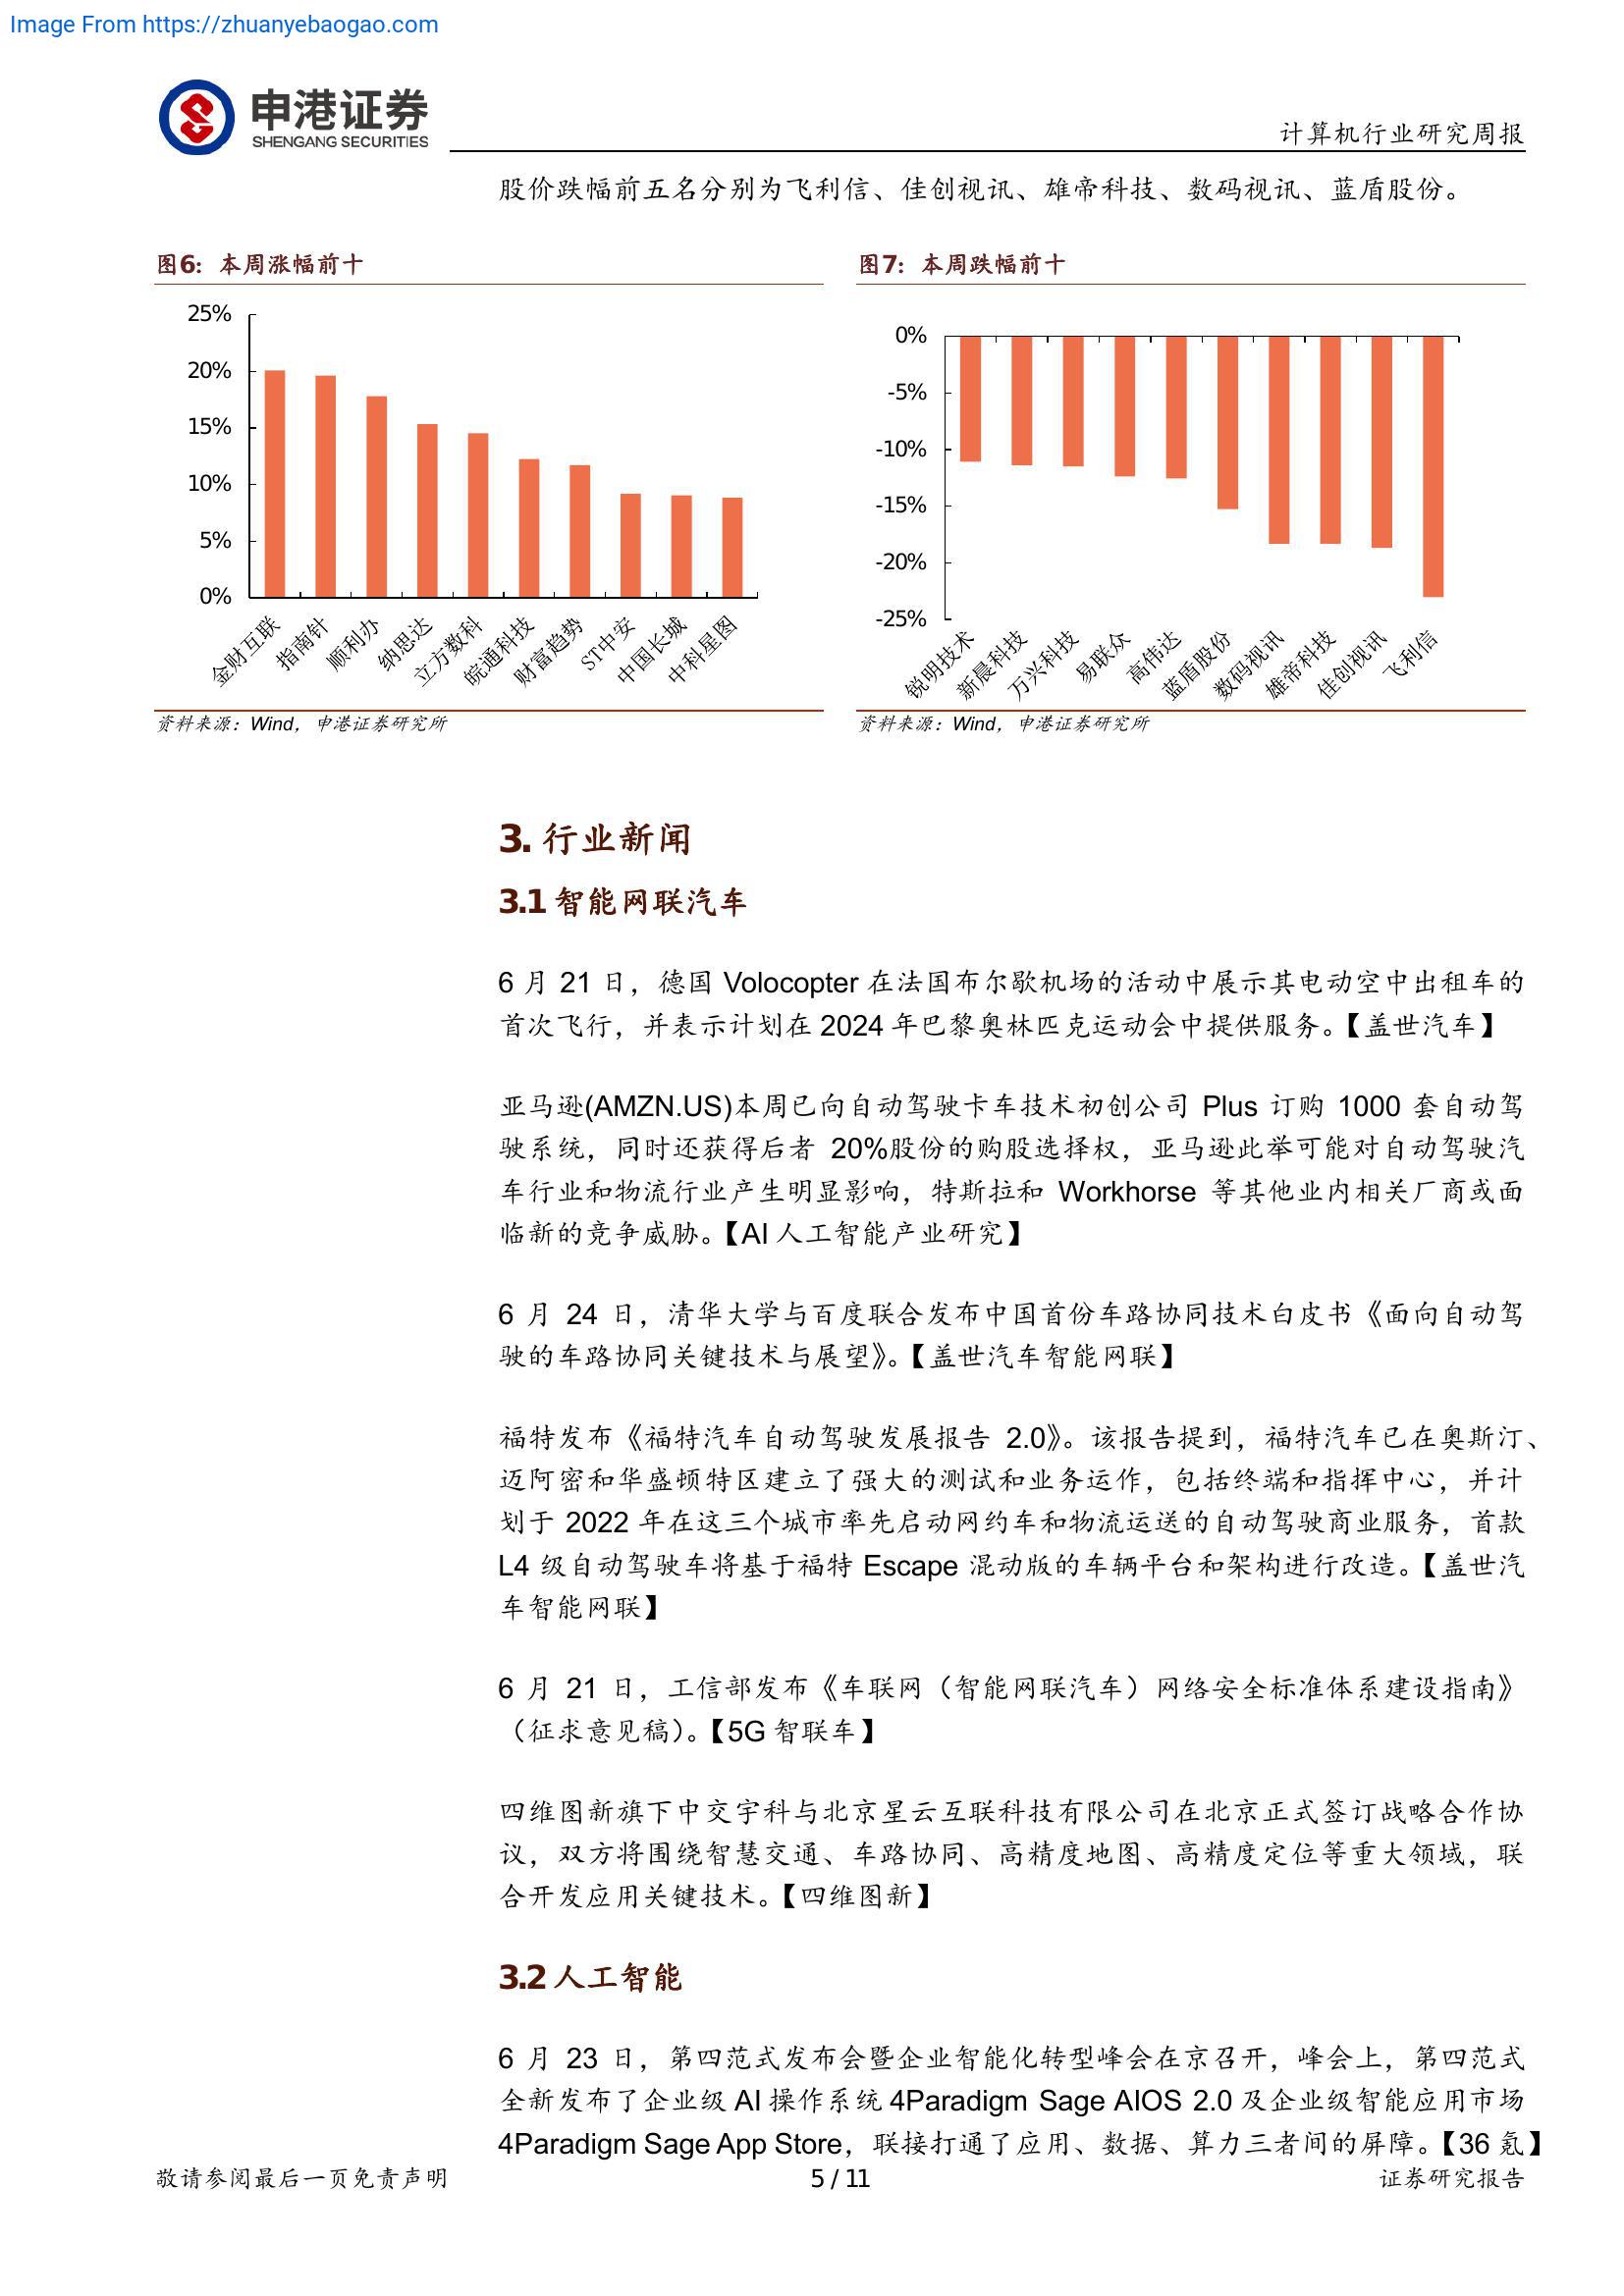 Image From https://zhuanyebaogao.com
申港证券
SHENGANG SECURITIES
计算机行业研究周报
股价跌幅前五名分别为飞利信、佳创视讯、雄帝科技、数码视讯、蓝盾股份。
图6：本周涨幅前十
25%
20%
15%
10%
5%
0%
金财互联
指南针
顺利办
纳思达
立方数科
皖通科技
财富趋势
ST中安
中国长城
中科星图
资料来源：Wind，申港证券研究所
图7：本周跌幅前十
0%
-5%
-10%
-15%
-20%
-25%
锐明技术
新晨科技
万兴科技
易联众
高伟达
蓝盾股份
数码视讯
雄帝科技
佳创视讯
飞利信
资料来源：Wind，申港证券研究所
3. 行业新闻
3.1 智能网联汽车
6 月 21 日，德国 Volocopter 在法国布尔歇机场的活动中展示其电动空中出租车的
首次飞行，并表示计划在 2024 年巴黎奥林匹克运动会中提供服务。【盖世汽车】
亚马逊(AMZN.US)本周已向自动驾驶卡车技术初创公司 Plus 订购 1000 套自动驾
驶系统，同时还获得后者 20%股份的购股选择权，亚马逊此举可能对自动驾驶汽
车行业和物流行业产生明显影响，特斯拉和 Workhorse 等其他业内相关厂商或面
临新的竞争威胁。【AI 人工智能产业研究】
6 月 24 日，清华大学与百度联合发布中国首份车路协同技术白皮书《面向自动驾
驶的车路协同关键技术与展望》。【盖世汽车智能网联】
福特发布《福特汽车自动驾驶发展报告 2.0》。该报告提到，福特汽车已在奥斯汀、
迈阿密和华盛顿特区建立了强大的测试和业务运作，包括终端和指挥中心，并计
划于 2022 年在这三个城市率先启动网约车和物流运送的自动驾驶商业服务，首款
L4 级自动驾驶车将基于福特 Escape 混动版的车辆平台和架构进行改造。【盖世汽
车智能网联】
6 月 21 日，工信部发布《车联网（智能网联汽车）网络安全标准体系建设指南》
（征求意见稿）。【5G 智联车】
四维图新旗下中交宇科与北京星云互联科技有限公司在北京正式签订战略合作协
议，双方将围绕智慧交通、车路协同、高精度地图、高精度定位等重大领域，联
合开发应用关键技术。【四维图新】
3.2 人工智能
6 月 23 日，第四范式发布会暨企业智能化转型峰会在京召开，峰会上，第四范式
全新发布了企业级 AI 操作系统 4Paradigm Sage AIOS 2.0 及企业级智能应用市场
4Paradigm Sage App Store，联接打通了应用、数据、算力三者间的屏障。【36 氪】
敬请参阅最后一页免责声明
5 / 11
证券研究报告